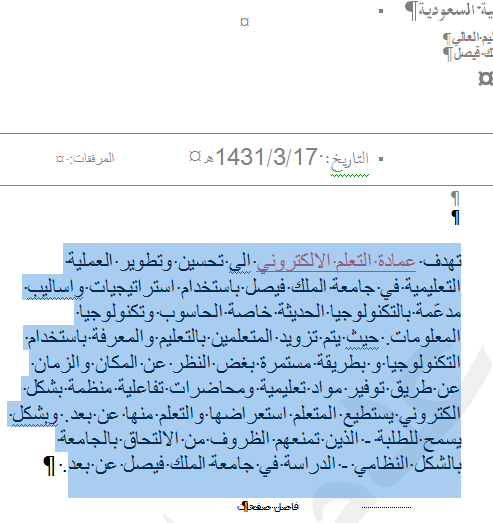 ية السعودية
يم العالي
ك فيصل
التاريخ: 1431/3/17هـ
المرفقات:
تهدف عمادة التعلم الالكتروني الي تحسين وتطوير العملية
التعليمية في جامعة الملك فيصل باستخدام استراتيجيات واساليب
مدعّمة بالتكنولوجيا الحديثة خاصة الحاسوب وتكنولوجيا
المعلومات. حيث يتم تزويد المتعلمين بالتعليم والمعرفة باستخدام
التكنولوجيا وبطريقة مستمرة بغض النظر عن المكان والزمان
عن طريق توفير مواد تعليمية ومحاضرات تفاعلية منظمة بشكل
الكتروني يستطيع المتعلم استعراضها والتعلم منها عن بعد. وبشكل
يسمح للطلبة - الذين تمنعهم الظروف من الالتحاق بالجامعة
بالشكل النظامي - الدراسة في جامعة الملك فيصل عن بعد.
فاصل صفحات